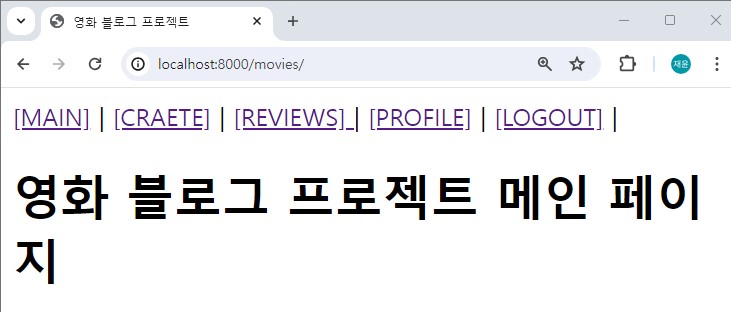 영화 블로그 프로젝트
localhost:8000/movies/
재윤
[MAIN] | [CRAETE] | [REVIEWS] | [PROFILE] | [LOGOUT] |
영화 블로그 프로젝트 메인 페이
지